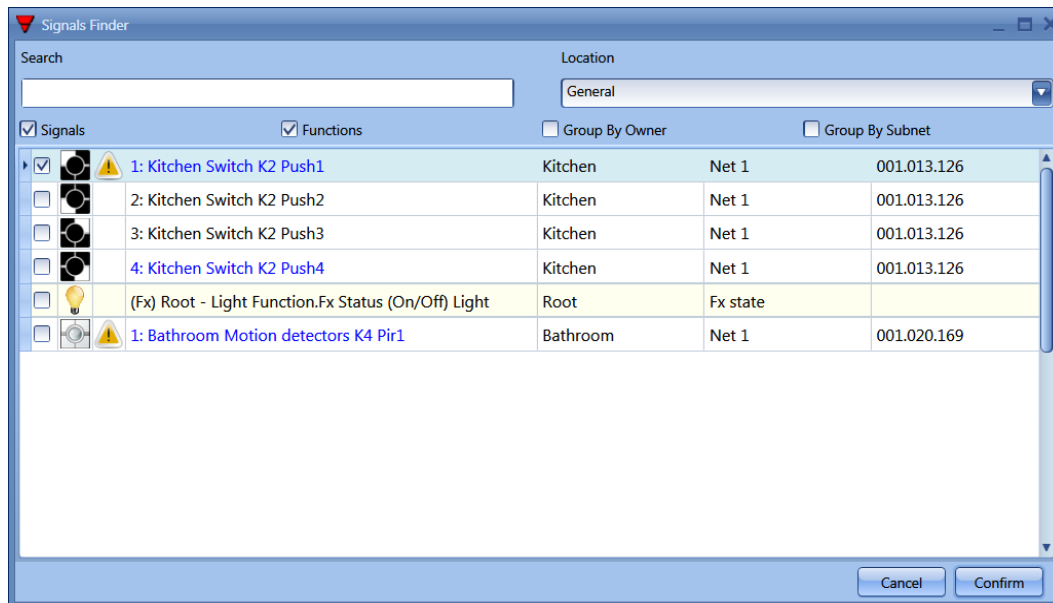 Signals Finder
Search Location
General
Signals Functions Group By Owner Group By Subnet
1: Kitchen Switch K2 Push1 Kitchen Net 1 001.013.126
2: Kitchen Switch K2 Push2 Kitchen Net 1 001.013.126
3: Kitchen Switch K2 Push3 Kitchen Net 1 001.013.126
4: Kitchen Switch K2 Push4 Kitchen Net 1 001.013.126
(Fx) Root - Light Function.Fx Status (On/Off) Light Root Fx state
1: Bathroom Motion detectors K4 Pir1 Bathroom Net 1 001.020.169
Cancel Confirm